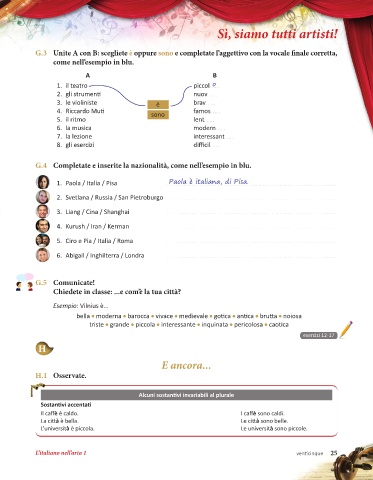 Sì, siamo tutti artisti!
G.3 Unite A con B: scegliete è oppure sono e completate l'aggettivo con la vocale finale corretta,
come nell'esempio in blu.
A B
1. il teatro piccolo
2. gli strumenti nuov
3. le violiniste è brav
4. Riccardo Muti famos
5. il ritmo sono lent
6. la musica modern
7. la lezione interessant
8. gli esercizi difficil
G.4 Completate e inserite la nazionalità, come nell'esempio in blu.
1. Paola / Italia / Pisa Paola è italiana, di Pisa.
2. Svetlana / Russia / San Pietroburgo
3. Liang / Cina / Shanghai
4. Kurush / Iran / Kerman
5. Ciro e Pia / Italia / Roma
6. Abigail / Inghilterra / Londra
G.5 Comunicate!
Chiedete in classe: ...e com'è la tua città?
Esempio: Vilnius è...
bella • moderna • barocca • vivace • medievale • gotica • antica • brutta • noiosa
triste • grande • piccola • interessante • inquinata • pericolosa • caotica
esercizi 12-17
H
E ancora...
H.1 Osservate.
Alcuni sostantivi invariabili al plurale
Sostantivi accentati
Il caffè è caldo. I caffè sono caldi.
La città è bella. Le città sono belle.
L'università è piccola. Le università sono piccole.
L'italiano nell'aria 1 venticinque 25